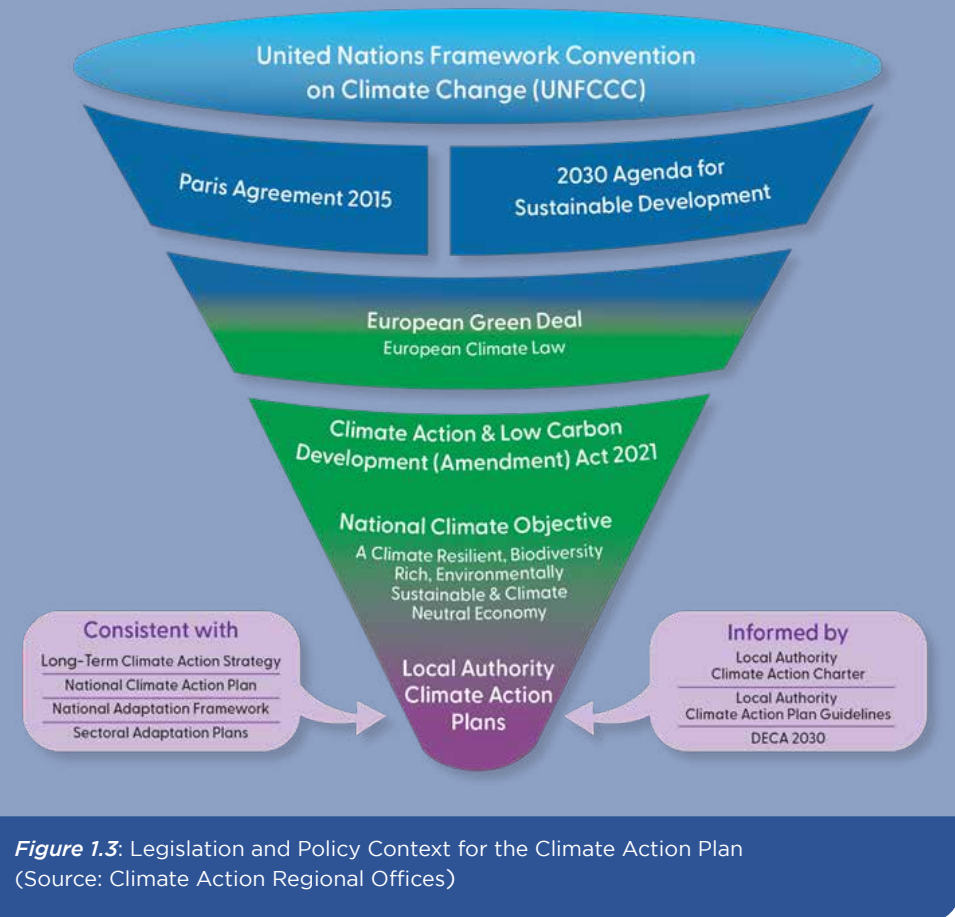 United Nations Framework Convention
on Climate Change (UNFCCC)
Paris Agreement 2015
2030 Agenda for
Sustainable Development
European Green Deal
European Climate Law
Climate Action & Low Carbon
Development (Amendment) Act 2021
National Climate Objective
A Climate Resilient, Biodiversity
Rich, Environmentally
Sustainable & Climate
Neutral Economy
Local Authority
Climate Action
Plans
Consistent with
Long-Term Climate Action Strategy
National Climate Action Plan
National Adaptation Framework
Sectoral Adaptation Plans
Informed by
Local Authority
Climate Action Charter
Local Authority
Climate Action Plan Guidelines
DECA 2030
Figure 1.3: Legislation and Policy Context for the Climate Action Plan
(Source: Climate Action Regional Offices)